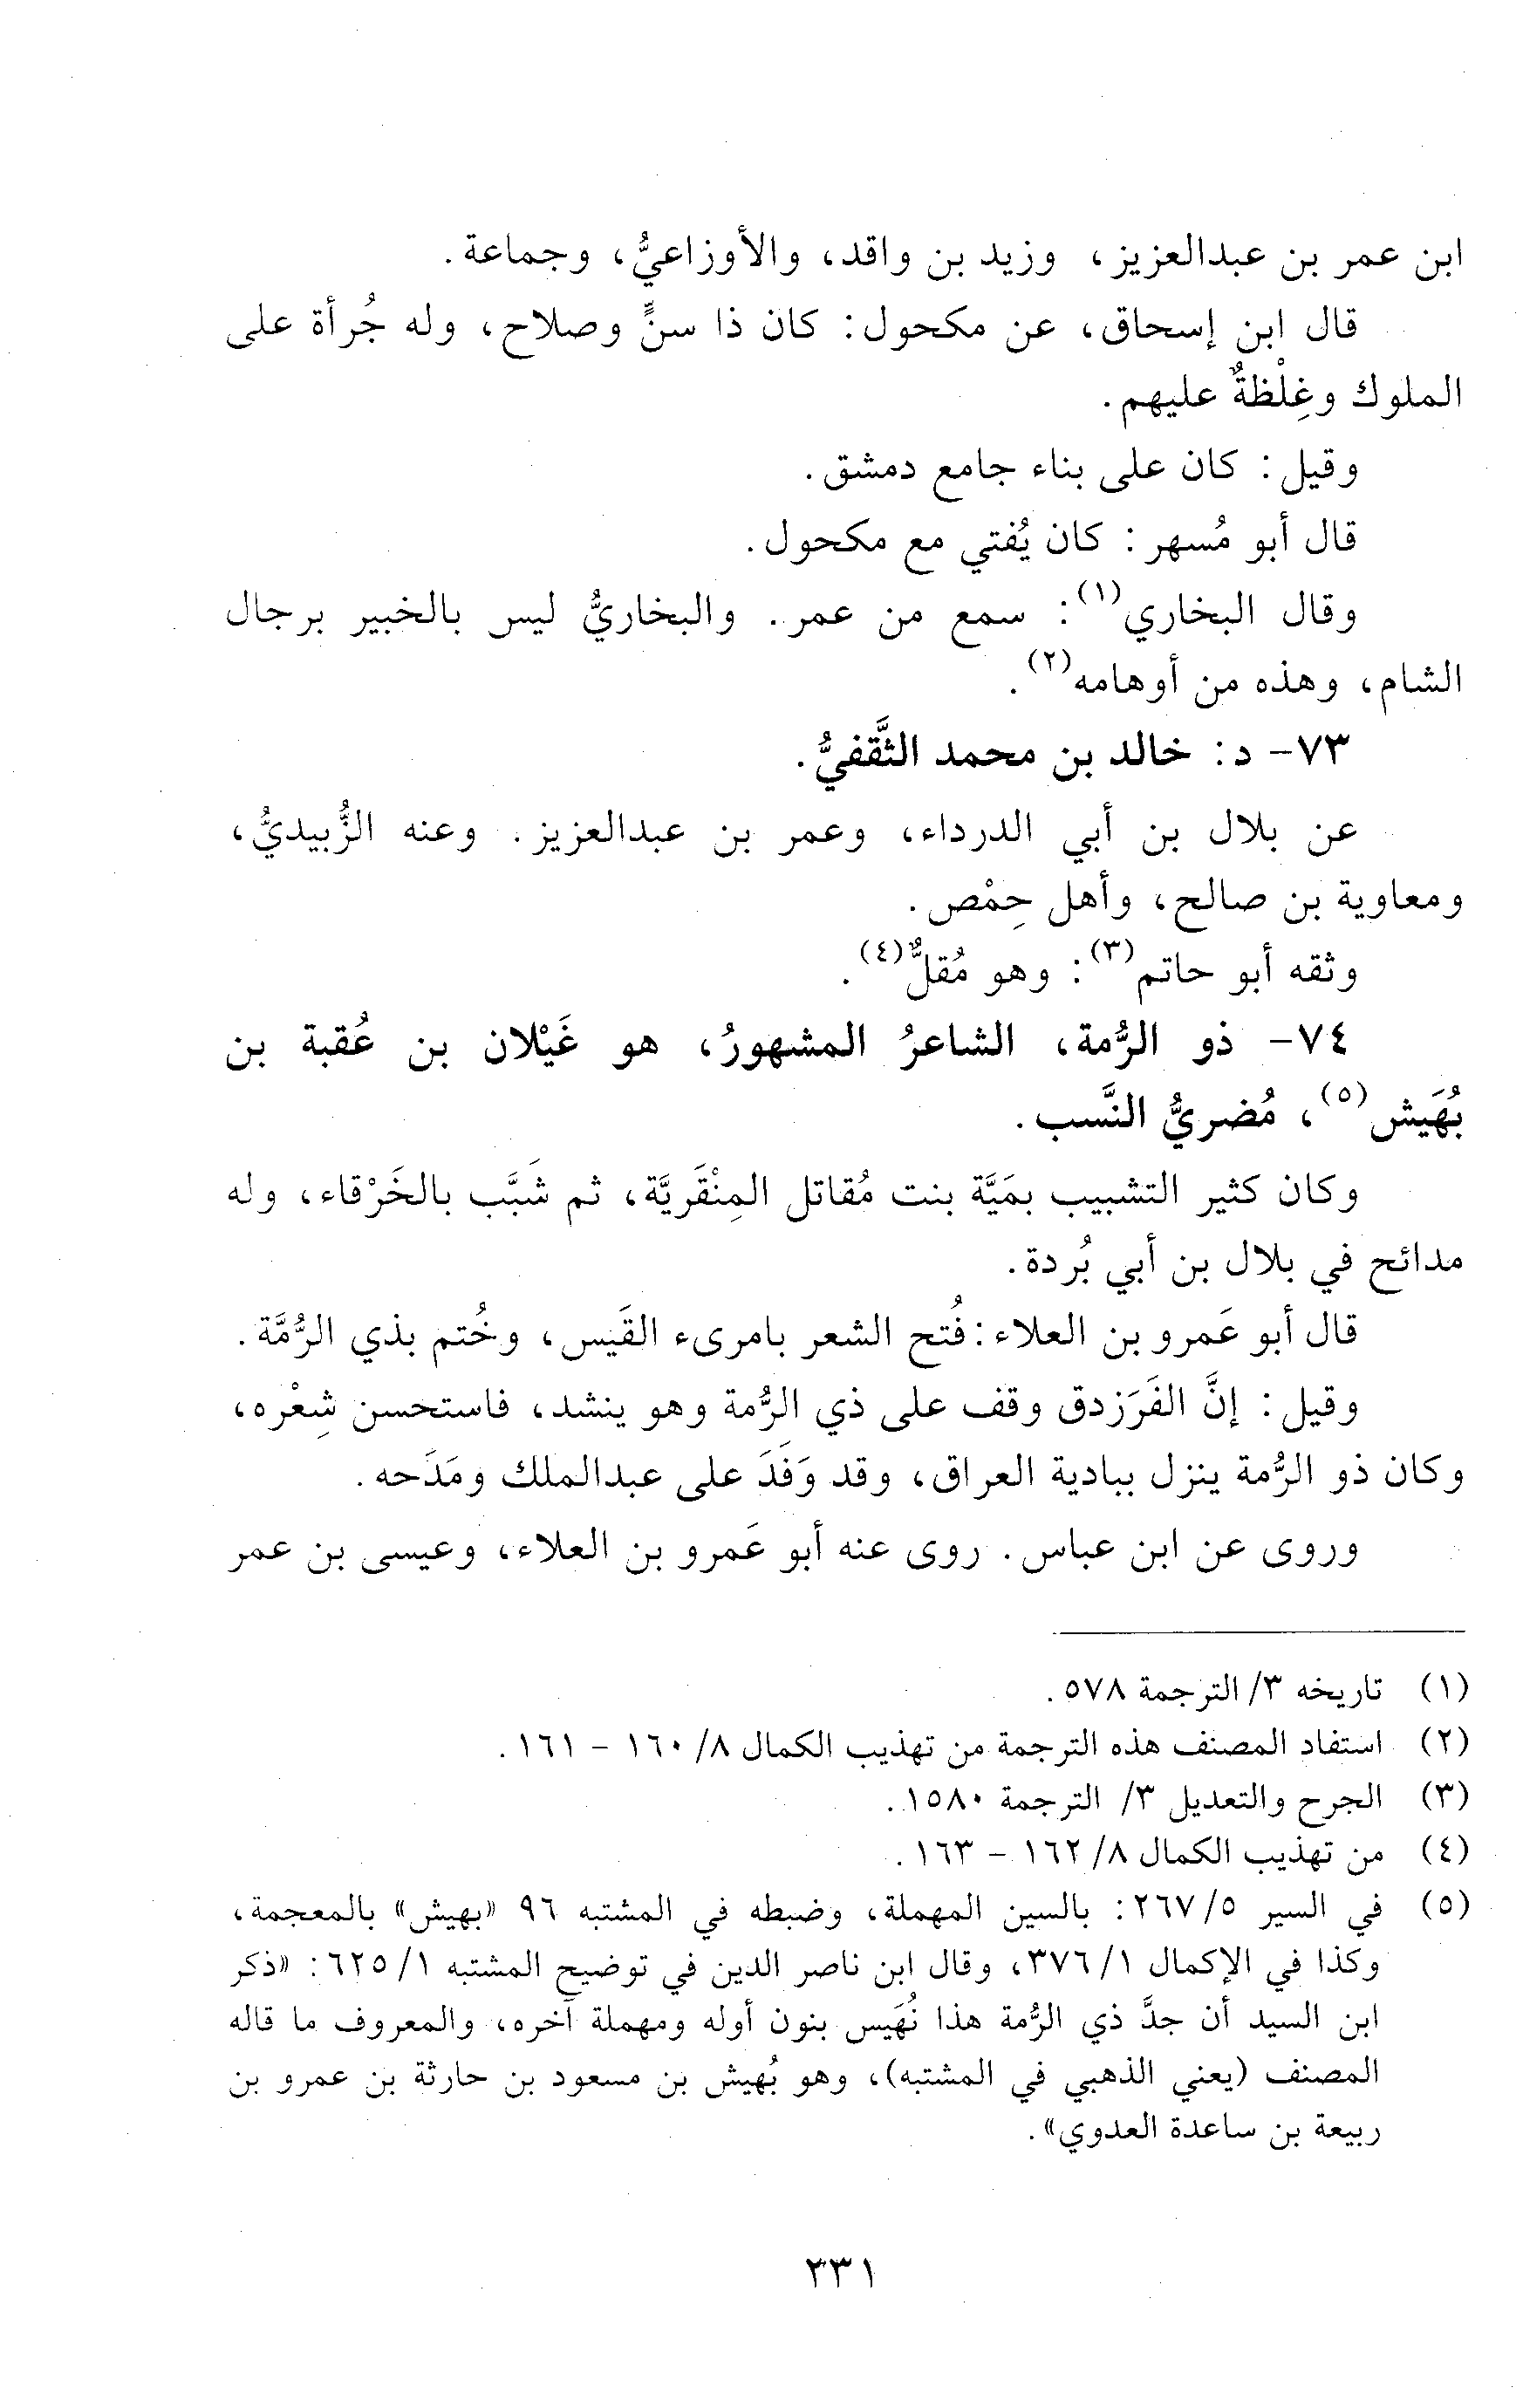 ابن عمر بن عبدالعزيز، وزيد بن واقد، والأوزاعيُّ، وجماعة.
قال ابن إسحاق، عن مكحول: كان ذا سنٍّ وصلاح، وله جُرأة على
الملوك وغِلْظةٌ عليهم.
وقيل: كان على بناء جامع دمشق.
قال أبو مُسهر: كان يُفتي مع مكحول.
وقال البخاري(١): سمع من عمر. والبخاريُّ ليس بالخبير برجال
الشام، وهذه من أوهامه(٢).
٧٣- د: خالد بن محمد الثَّقفيُّ.
عن بلال بن أبي الدرداء، وعمر بن عبدالعزيز. وعنه الزُّبيديُّ،
ومعاوية بن صالح، وأهل حِمْص.
وثقه أبو حاتم(٣): وهو مُقلٌّ(٤).
٧٤- ذو الرُّمة، الشاعرُ المشهورُ، هو غَيْلان بن عُقبة بن
بُهَيش(٥)، مُضريُّ النَّسب.
وكان كثير التشبيب بمَيَّة بنت مُقاتل المِنْقَريَّة، ثم شَبَّب بالخَرْقاء، وله
مدائح في بلال بن أبي بُردة.
قال أبو عَمرو بن العلاء: فُتح الشعر بامرىء القَيس، وخُتم بذي الرُّمَّة.
وقيل: إنَّ الفَرَزدق وقف على ذي الرُّمة وهو ينشد، فاستحسن شِعْره،
وكان ذو الرُّمة ينزل ببادية العراق، وقد وَفَدَ على عبدالملك ومَدَحه.
وروى عن ابن عباس. روى عنه أبو عَمرو بن العلاء، وعيسى بن عمر
(١) تاريخه ٣/ الترجمة ٥٧٨.
(٢) استفاد المصنف هذه الترجمة من تهذيب الكمال ٨/ ١٦٠ - ١٦١.
(٣) الجرح والتعديل ٣/ الترجمة ١٥٨٠.
(٤) من تهذيب الكمال ٨/ ١٦٢ - ١٦٣.
(٥) في السير ٥/ ٢٦٧: بالسين المهملة، وضبطه في المشتبه ٩٦ «بهيش» بالمعجمة،
وكذا في الإكمال ١/ ٣٧٦، وقال ابن ناصر الدين في توضيح المشتبه ١/ ٦٢٥: «ذكر
ابن السيد أن جدَّ ذي الرُّمة هذا نُهَيس بنون أوله ومهملة آخره، والمعروف ما قاله
المصنف (يعني الذهبي في المشتبه)، وهو بُهيش بن مسعود بن حارثة بن عمرو بن
ربيعة بن ساعدة العدوي».
٢٣١